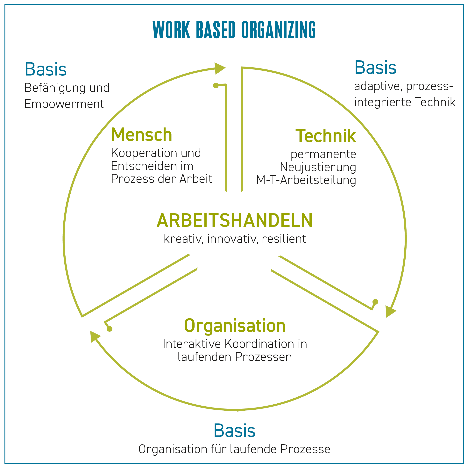 WORK BASED ORGANIZING
Basis
Befähigung und
Empowerment
Basis
adaptive, prozess-
integrierte Technik
Mensch
Kooperation und
Entscheiden im
Prozess der Arbeit
Technik
permanente
Neujustierung
M-T-Arbeitsteilung
ARBEITSHANDELN
kreativ, innovativ, resilient
Organisation
Interaktive Koordination in
laufenden Prozessen
Basis
Organisation für laufende Prozesse